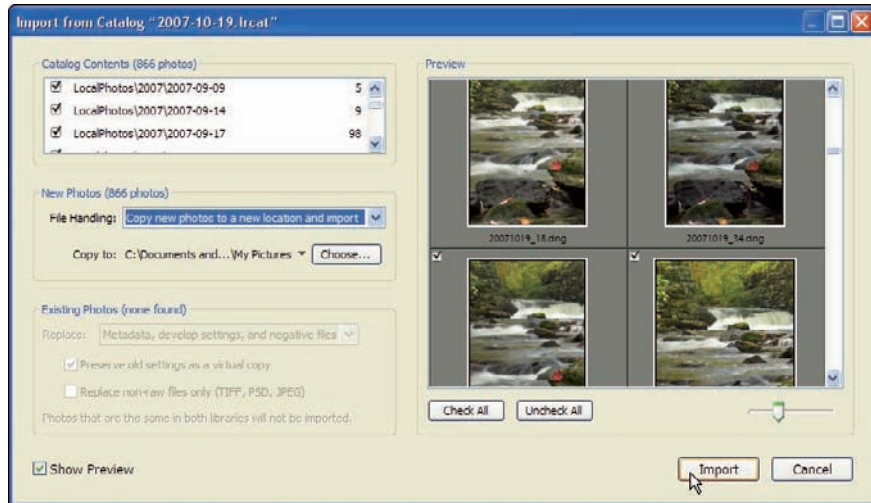 Import from Catalog "2007-10-19.lrcat"
Catalog Contents (866 photos)
LocalPhotos\2007\2007-09-09 5
LocalPhotos\2007\2007-09-14 9
LocalPhotos\2007\2007-09-17 98
New Photos (866 photos)
File Handling: Copy new photos to a new location and import
Copy to: C:\Documents and...\My Pictures Choose...
Existing Photos (none found)
Replace: Metadata, develop settings, and negative files
Preserve old settings as a virtual copy
Replace non-raw files only (TIFF, PSD, JPEG)
Photos that are the same in both libraries will not be imported.
Show Preview
Preview
20071019_18.dng
20071019_34.dng
Check All
Uncheck All
Import
Cancel